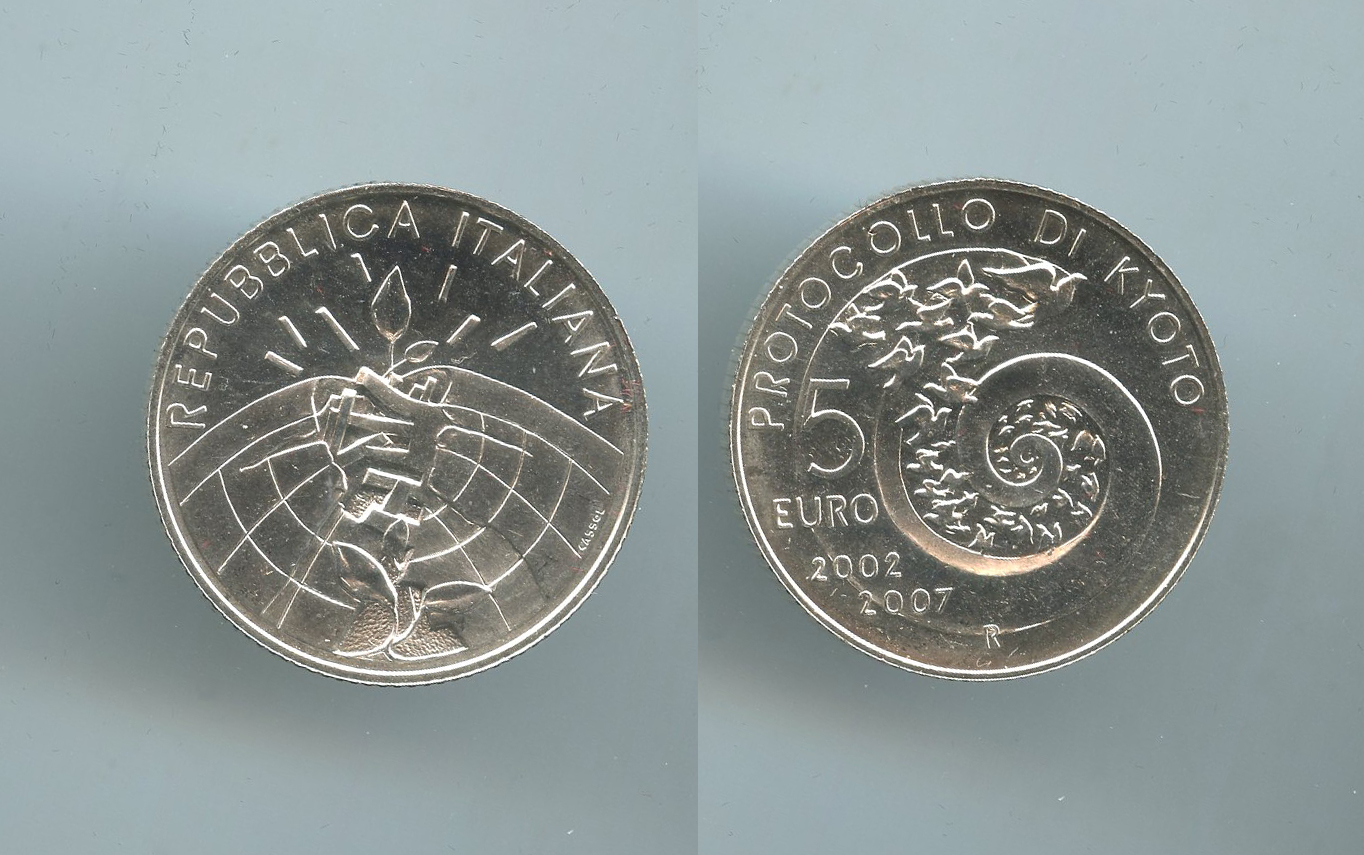 REPUBBLICA ITALIANA
CASSOL
PROTOCOLLO DI KYOTO
5
EURO
2002
2007
R